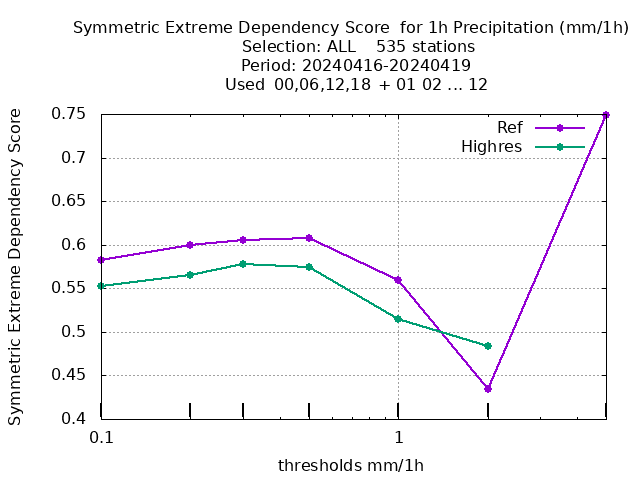 Symmetric Extreme Dependency Score  for 1h Precipitation (mm/1h)
Selection: ALL    535 stations
Period: 20240416-20240419
Used  00,06,12,18  + 01 02 ... 12
Symmetric Extreme Dependency Score
0.75
0.7
0.65
0.6
0.55
0.5
0.45
0.4
Ref
Highres
0.1
1
thresholds mm/1h